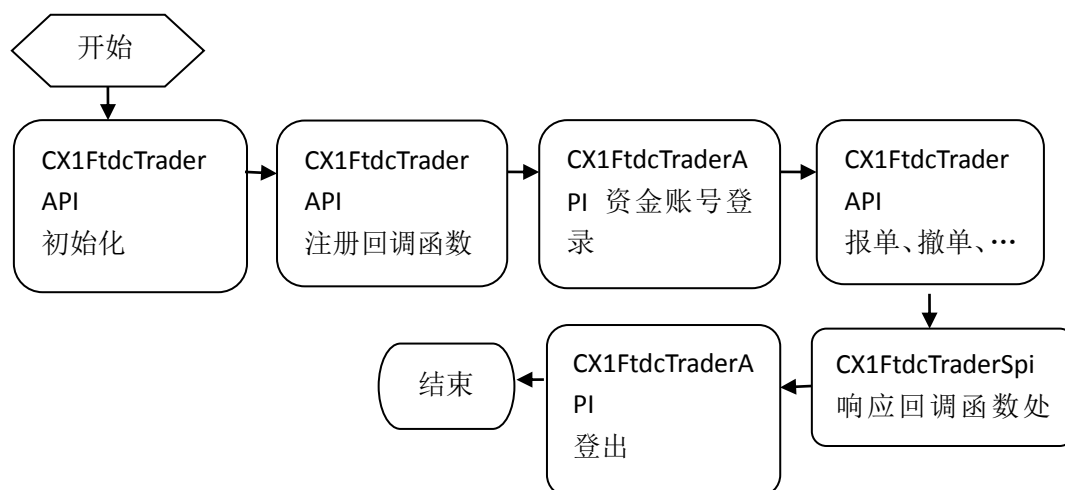 开始
CX1FtdcTrader
API
初始化
CX1FtdcTrader
API
注册回调函数
CX1FtdcTraderA
PI 资金账号登
录
CX1FtdcTrader
API
报单、撤单、…
CX1FtdcTraderSpi
响应回调函数处
CX1FtdcTraderA
PI
登出
结束